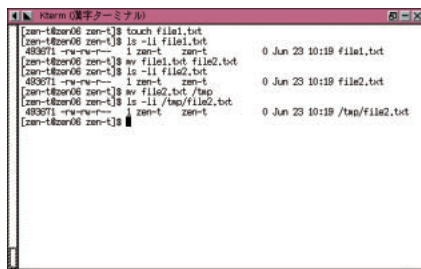 Kterm (漢字ターミナル)
[zen-t@zen06 zen-t]$ touch file1.txt
[zen-t@zen06 zen-t]$ ls -li file1.txt
493671 -rw-rw-r-- 1 zen-t zen-t 0 Jun 23 10:19 file1.txt
[zen-t@zen06 zen-t]$ mv file1.txt file2.txt
[zen-t@zen06 zen-t]$ ls -li file2.txt
493671 -rw-rw-r-- 1 zen-t zen-t 0 Jun 23 10:19 file2.txt
[zen-t@zen06 zen-t]$ mv file2.txt /tmp
[zen-t@zen06 zen-t]$ ls -li /tmp/file2.txt
493671 -rw-rw-r-- 1 zen-t zen-t 0 Jun 23 10:19 /tmp/file2.txt
[zen-t@zen06 zen-t]$